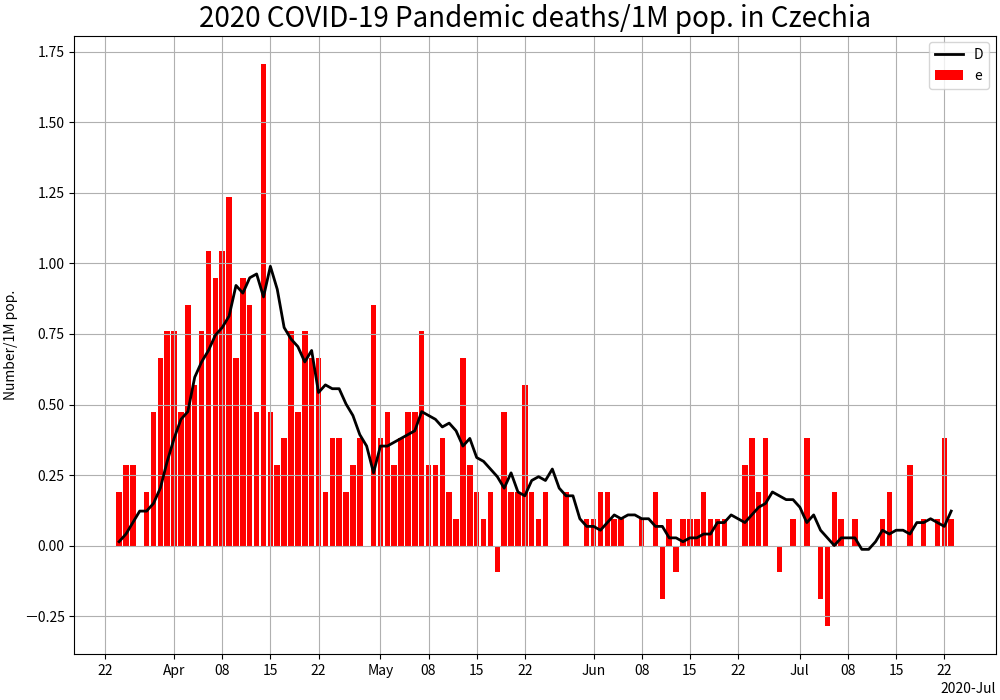 2020 COVID-19 Pandemic deaths/1M pop. in Czechia
D
e
Number/1M pop.
1.75
1.50
1.25
1.00
0.75
0.50
0.25
0.00
−0.25
22 Apr 08 15 22 May 08 15 22 Jun 08 15 22 Jul 08 15 22
2020-Jul